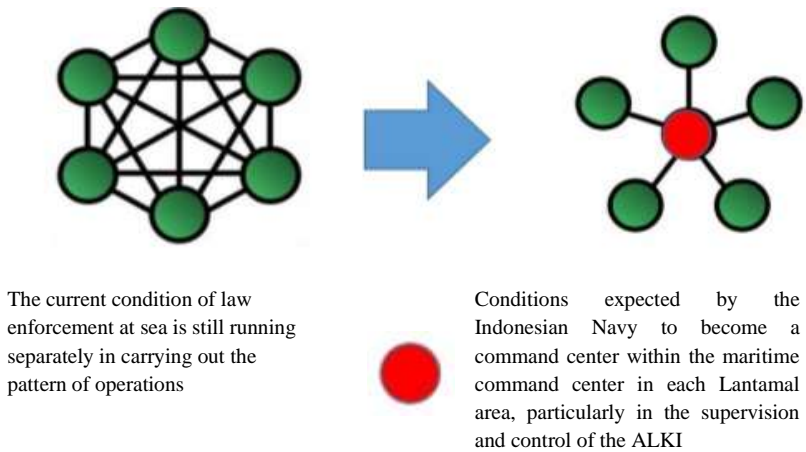 The current condition of law
enforcement at sea is still running
separately in carrying out the
pattern of operations
Conditions expected by the
Indonesian Navy to become a
command center within the maritime
command center in each Lantamal
area, particularly in the supervision
and control of the ALKI